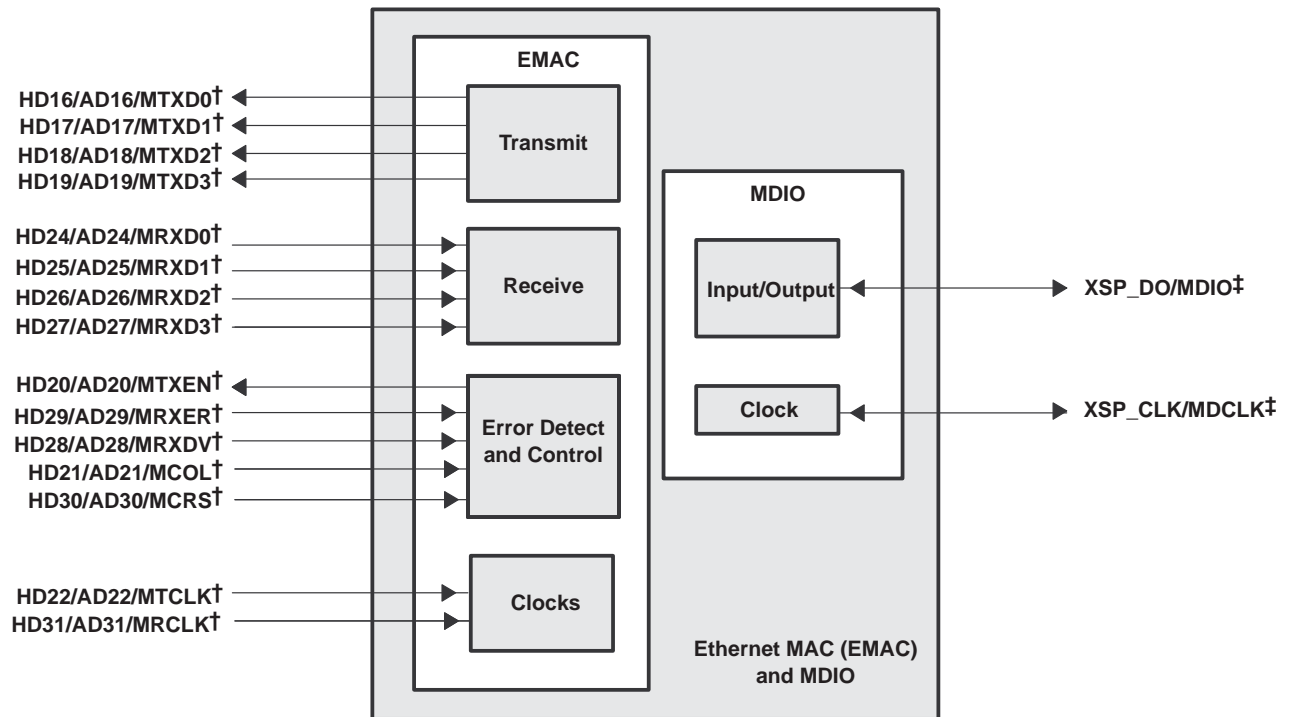 EMAC
HD16/AD16/MTXD0†
HD17/AD17/MTXD1†
HD18/AD18/MTXD2†
HD19/AD19/MTXD3†
Transmit
HD24/AD24/MRXD0†
HD25/AD25/MRXD1†
HD26/AD26/MRXD2†
HD27/AD27/MRXD3†
Receive
HD20/AD20/MTXEN†
HD29/AD29/MRXER†
HD28/AD28/MRXDV†
HD21/AD21/MCOL†
HD30/AD30/MCRS†
Error Detect
and Control
HD22/AD22/MTCLK†
HD31/AD31/MRCLK†
Clocks
MDIO
Input/Output
XSP_DO/MDIO‡
Clock
XSP_CLK/MDCLK‡
Ethernet MAC (EMAC)
and MDIO